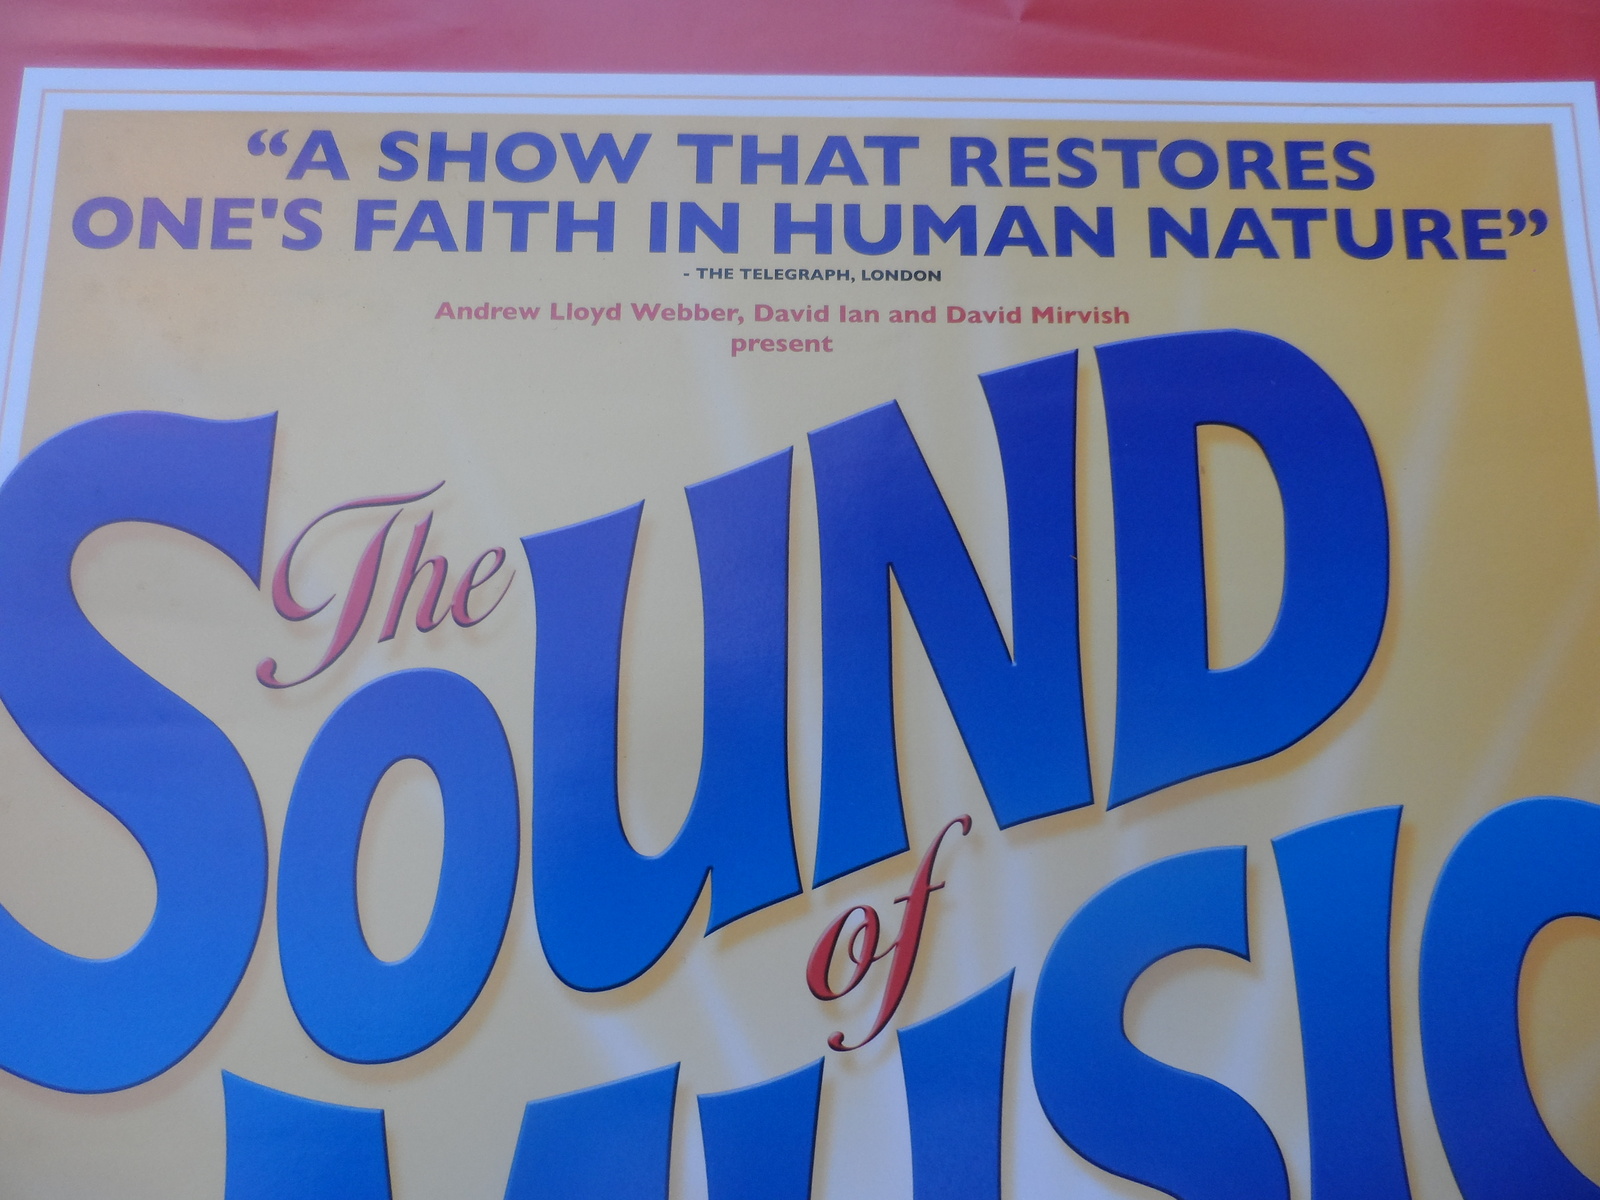 “A SHOW THAT RESTORES
ONE'S FAITH IN HUMAN NATURE”
- THE TELEGRAPH, LONDON
Andrew Lloyd Webber, David Ian and David Mirvish
present
The
SOUND
of
MUSIC